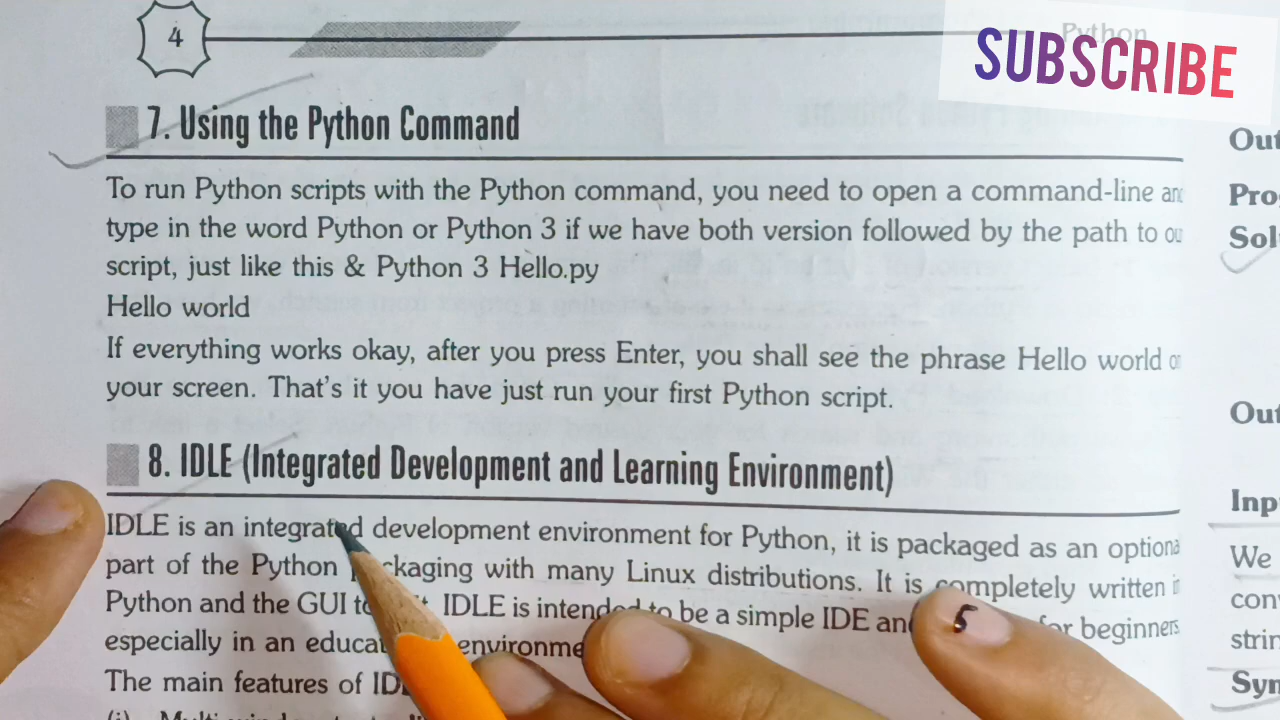 4
Python
SUBSCRIBE
7. Using the Python Command
To run Python scripts with the Python command, you need to open a command-line
type in the word Python or Python 3 if we have both version followed by the path to
script, just like this & Python 3 Hello.py
Hello world
If everything works okay, after you press Enter, you shall see the phrase Hello world
your screen. That's it you have just run your first Python script.
8. IDLE (Integrated Development and Learning Environment)
IDLE is an integrated development environment for Python, it is packaged as an
part of the Python with many Linux distributions. It is completely written
Python and the GUI IDLE is intended to be a simple IDE for beginners
especially in an
The main features of
Out
Pro
Sol
Out
Inp
We
con
strin
Syn